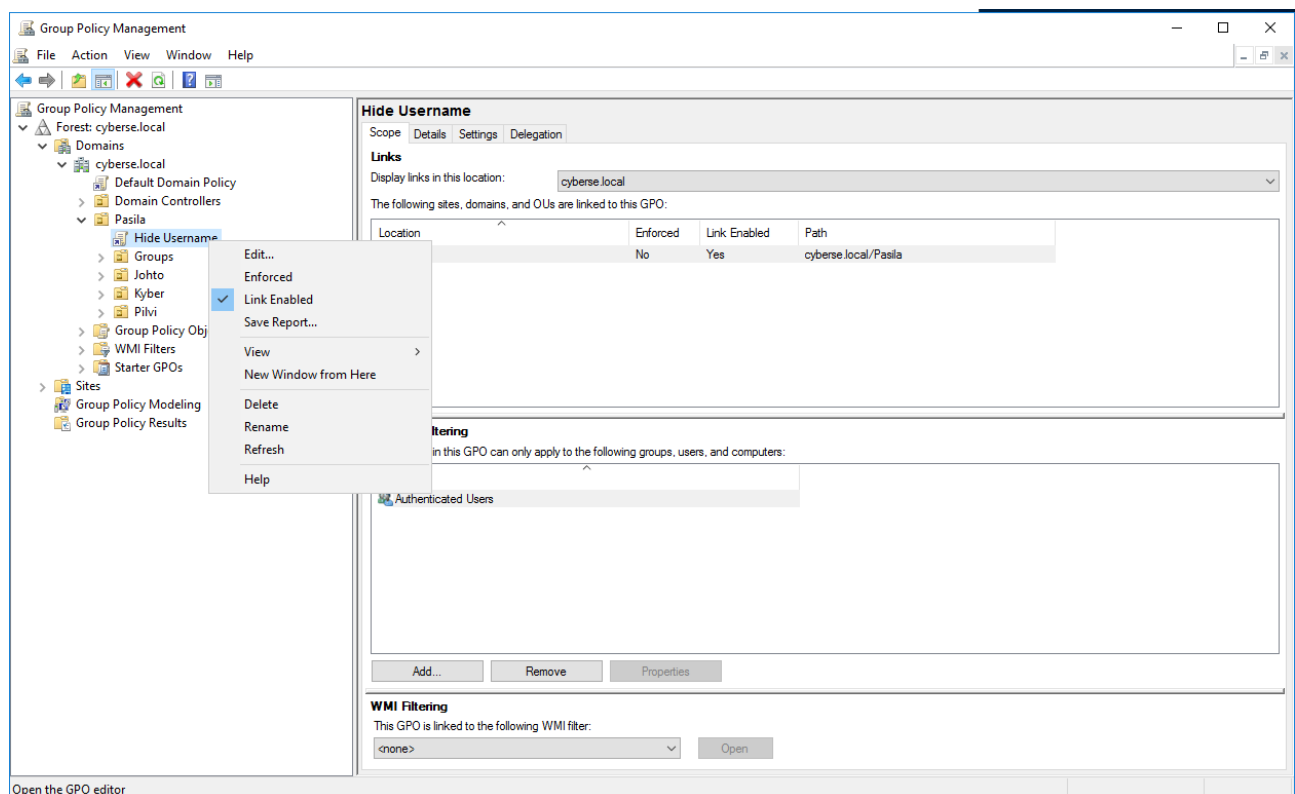 Group Policy Management
File Action View Window Help
Group Policy Management
Forest: cyberse.local
Domains
cyberse.local
Default Domain Policy
Domain Controllers
Pasila
Hide Username
Groups
Johto
Kyber
Pilvi
Group Policy Obj
WMI Filters
Starter GPOs
Sites
Group Policy Modeling
Group Policy Results
Edit...
Enforced
Link Enabled
Save Report...
View
New Window from Here
Delete
Rename
Refresh
Help
Hide Username
Scope Details Settings Delegation
Links
Display links in this location: cyberse.local
The following sites, domains, and OUs are linked to this GPO:
Location Enforced Link Enabled Path
No Yes cyberse.local/Pasila
ltering
in this GPO can only apply to the following groups, users, and computers:
Authenticated Users
Add... Remove Properties
WMI Filtering
This GPO is linked to the following WMI filter:
<none> Open
Open the GPO editor